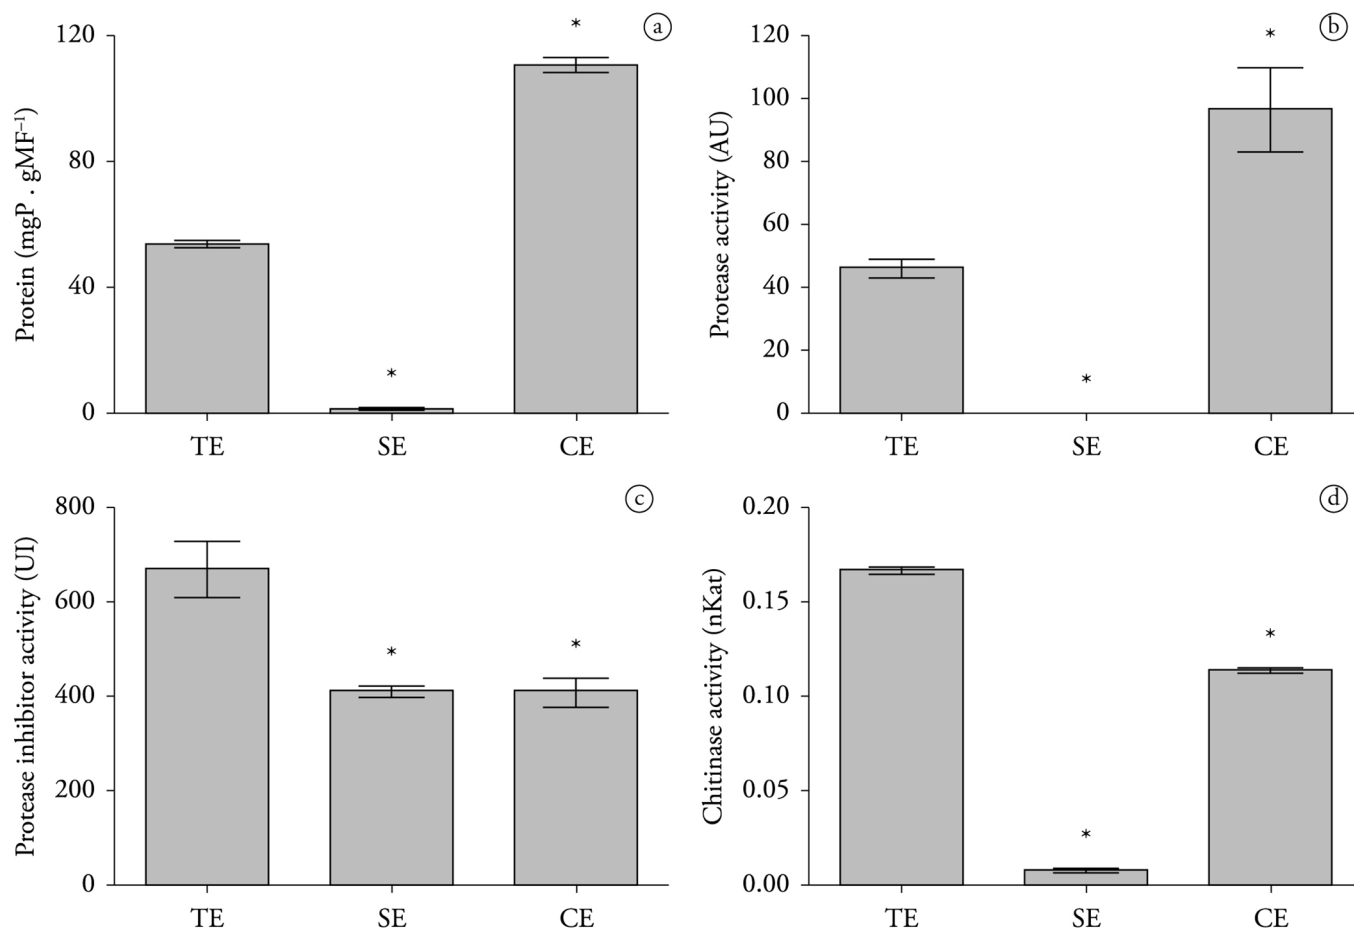 a
Protein (mgP · gMF⁻¹)
120
80
40
0
*
*
TE SE CE
b
Protease activity (AU)
120
100
80
60
40
20
0
*
*
TE SE CE
c
Protease inhibitor activity (UI)
800
600
400
200
0
*
*
TE SE CE
d
Chitinase activity (nKat)
0.20
0.15
0.10
0.05
0.00
*
*
TE SE CE